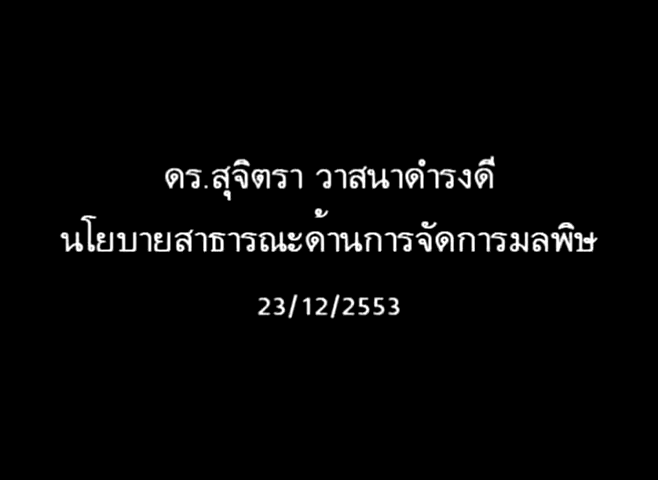 ดร.สุจิตรา วาสนาดำรงดี
นโยบายสาธารณะด้านการจัดการมลพิษ
23/12/2553